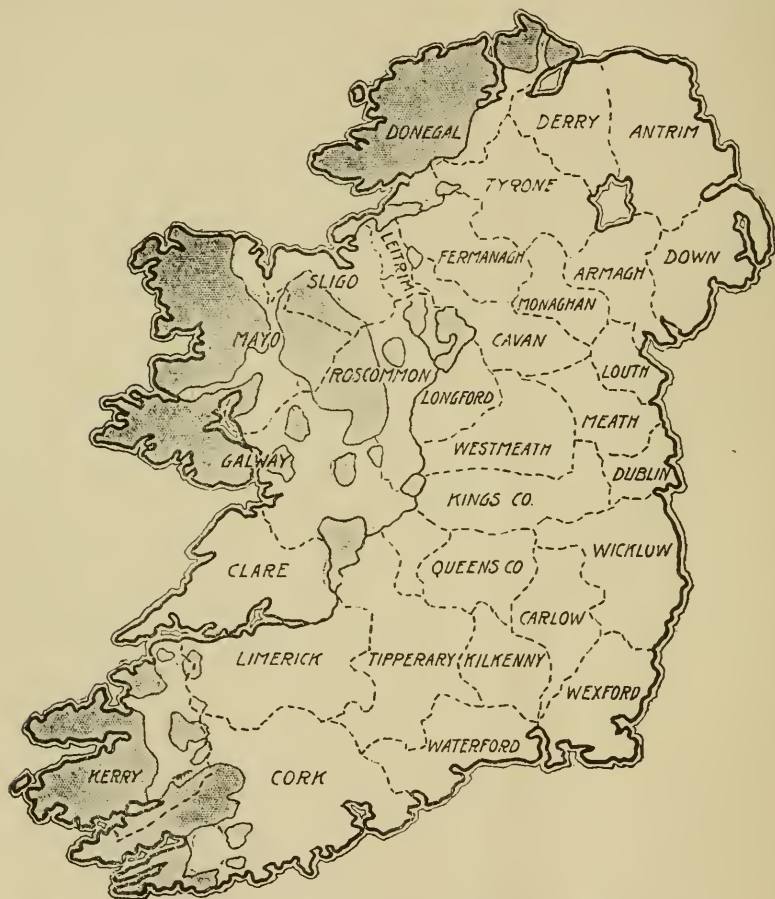 DONEGAL
DERRY
ANTRIM
TYRONE
LEITRIM
FERMANAGH
ARMAGH
DOWN
SLIGO
MONAGHAN
MAYO
CAVAN
LOUTH
ROSCOMMON
LONGFORD
MEATH
WESTMEATH
GALWAY
DUBLIN
KINGS CO.
CLARE
QUEENS CO
WICKLOW
CARLOW
LIMERICK
TIPPERARY
KILKENNY
WEXFORD
WATERFORD
KERRY
CORK